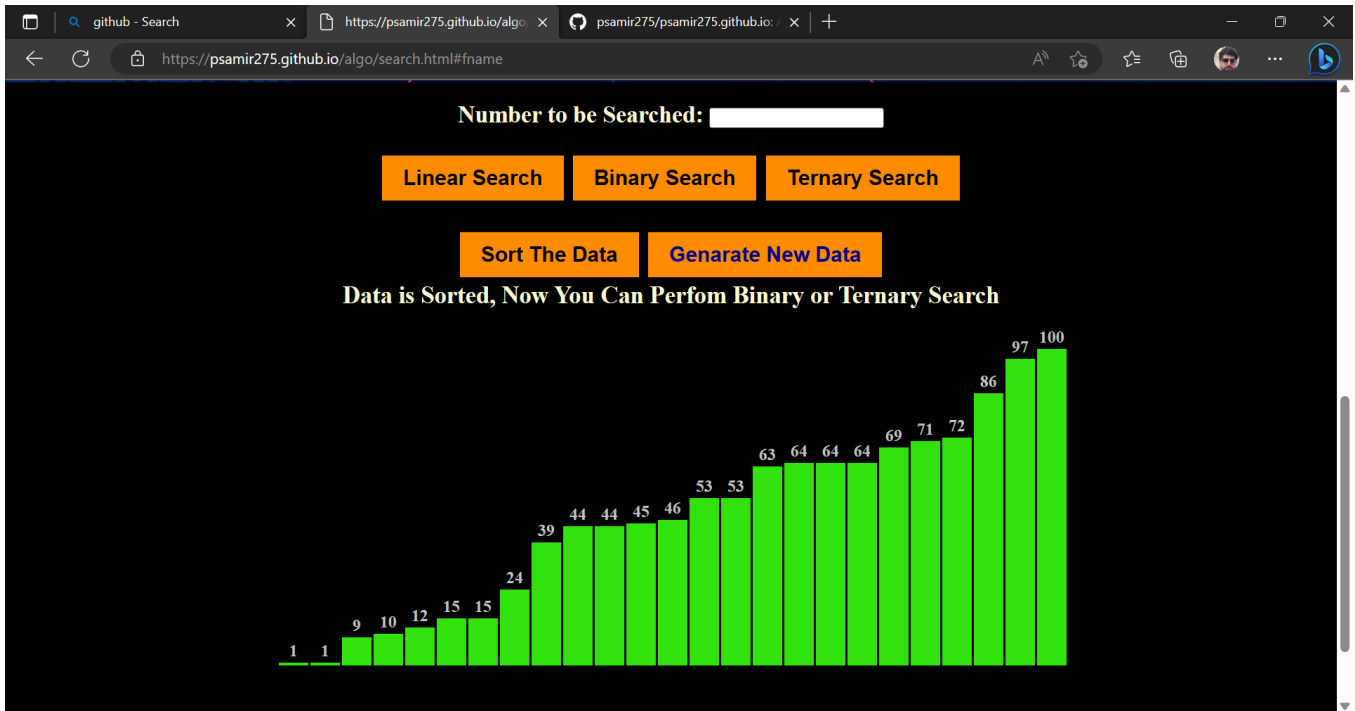 github - Search
https://psamir275.github.io/algo
psamir275/psamir275.github.io:
https://psamir275.github.io/algo/search.html#fname
Number to be Searched:
Linear Search Binary Search Ternary Search
Sort The Data Genarate New Data
Data is Sorted, Now You Can Perfom Binary or Ternary Search
1 1 9 10 12 15 15 24 39 44 44 45 46 53 53 63 64 64 64 69 71 72 86 97 100